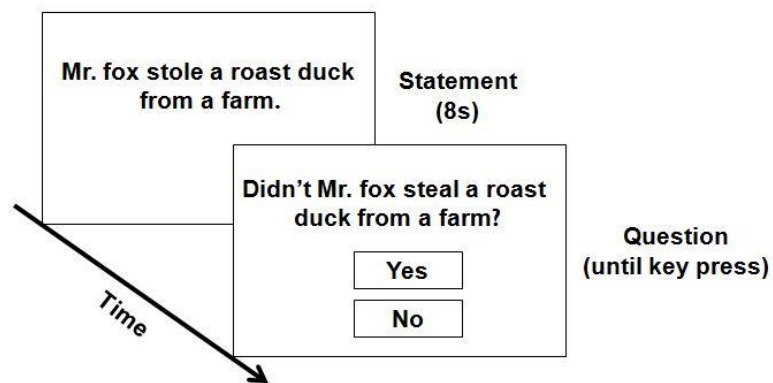 Mr. fox stole a roast duck
from a farm.
Statement
(8s)
Didn't Mr. fox steal a roast
duck from a farm?
Yes
No
Question
(until key press)
Time